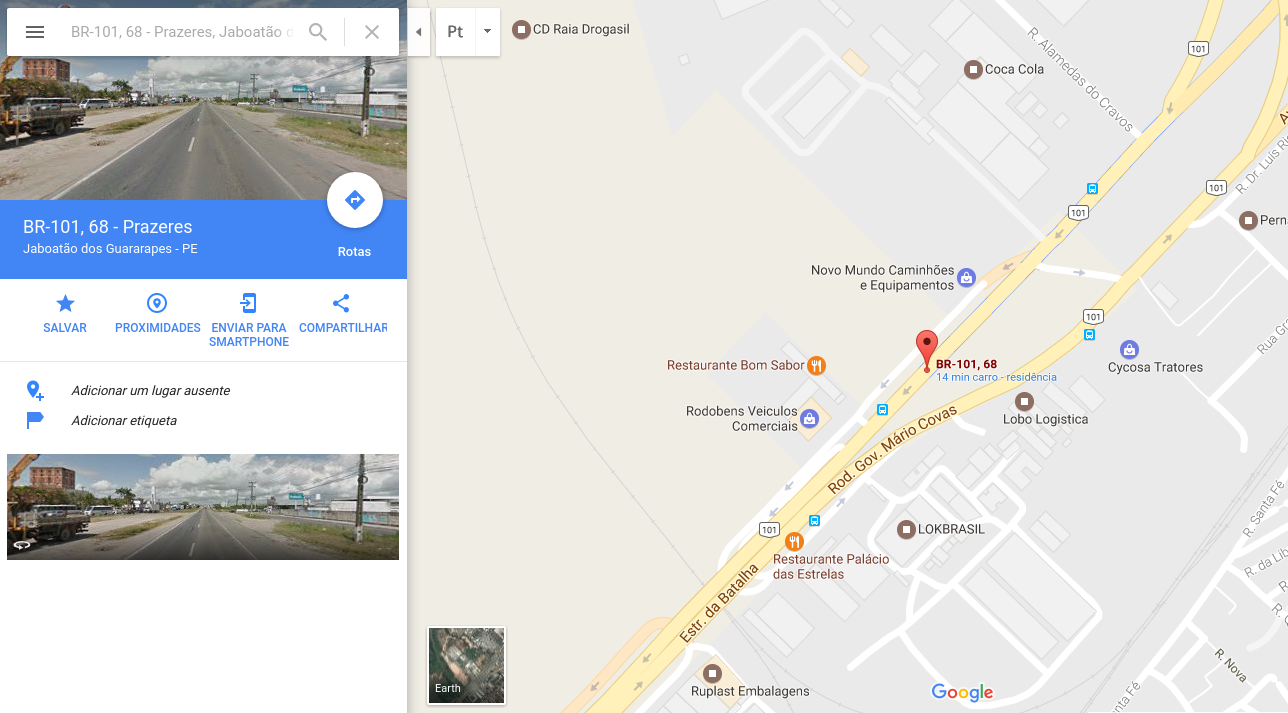 BR-101, 68 - Prazeres, Jaboatão d
Pt
BR-101, 68 - Prazeres
Jaboatão dos Guararapes - PE
Rotas
SALVAR
PROXIMIDADES
ENVIAR PARA
SMARTPHONE
COMPARTILHAR
Adicionar um lugar ausente
Adicionar etiqueta
CD Raia Drogasil
Coca Cola
R. Alamedas do Cravos
101
R. Dr. Luis
101
101
Pern
Novo Mundo Caminhões
e Equipamentos
101
Rua
Restaurante Bom Sabor
BR-101, 68
14 min carro - residência
Cycosa Tratores
Rodobens Veiculos
Comerciais
Lobo Logistica
Rod. Gov. Mário Covas
101
LOKBRASIL
R. Santa Fé
Restaurante Palácio
das Estrelas
R. da Lib
Estr. da Batalha
Earth
Ruplast Embalagens
Google
R. Nova
anta Fé